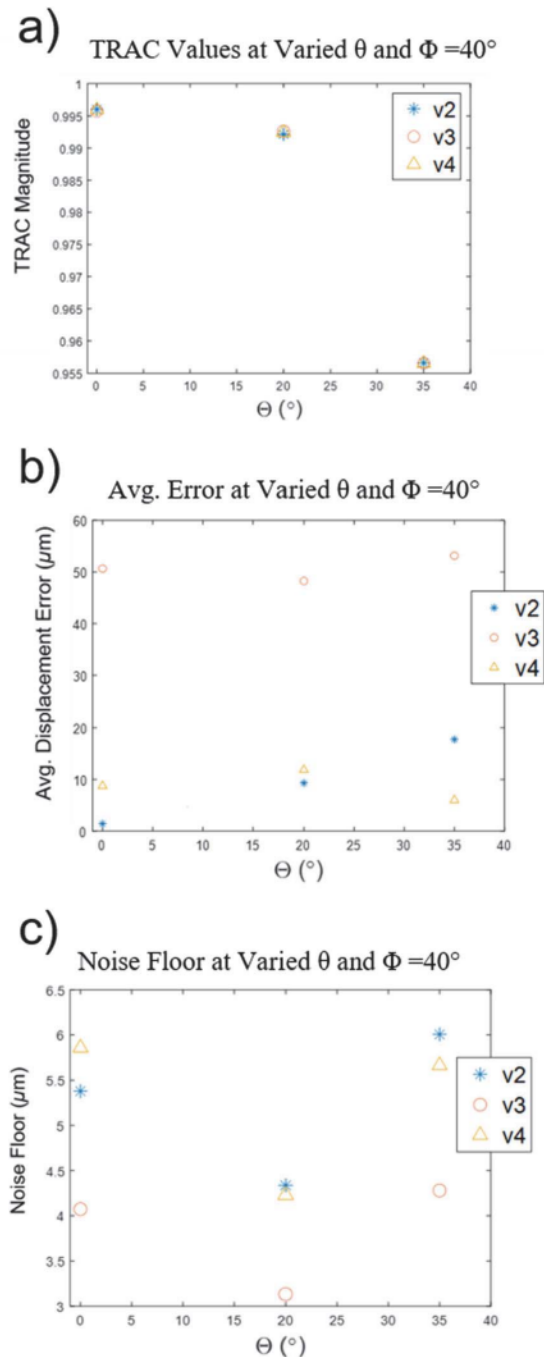 a)
TRAC Values at Varied θ and Φ =40°
1
0.995
0.99
0.985
0.98
0.975
0.97
0.965
0.96
0.955
TRAC Magnitude
v2
v3
v4
0 5 10 15 20 25 30 35 40
Θ (°)
b)
Avg. Error at Varied θ and Φ =40°
60
50
40
30
20
10
0
Avg. Displacement Error (µm)
v2
v3
v4
0 5 10 15 20 25 30 35 40
Θ (°)
c)
Noise Floor at Varied θ and Φ =40°
6.5
6
5.5
5
4.5
4
3.5
3
Noise Floor (µm)
v2
v3
v4
0 5 10 15 20 25 30 35 40
Θ (°)